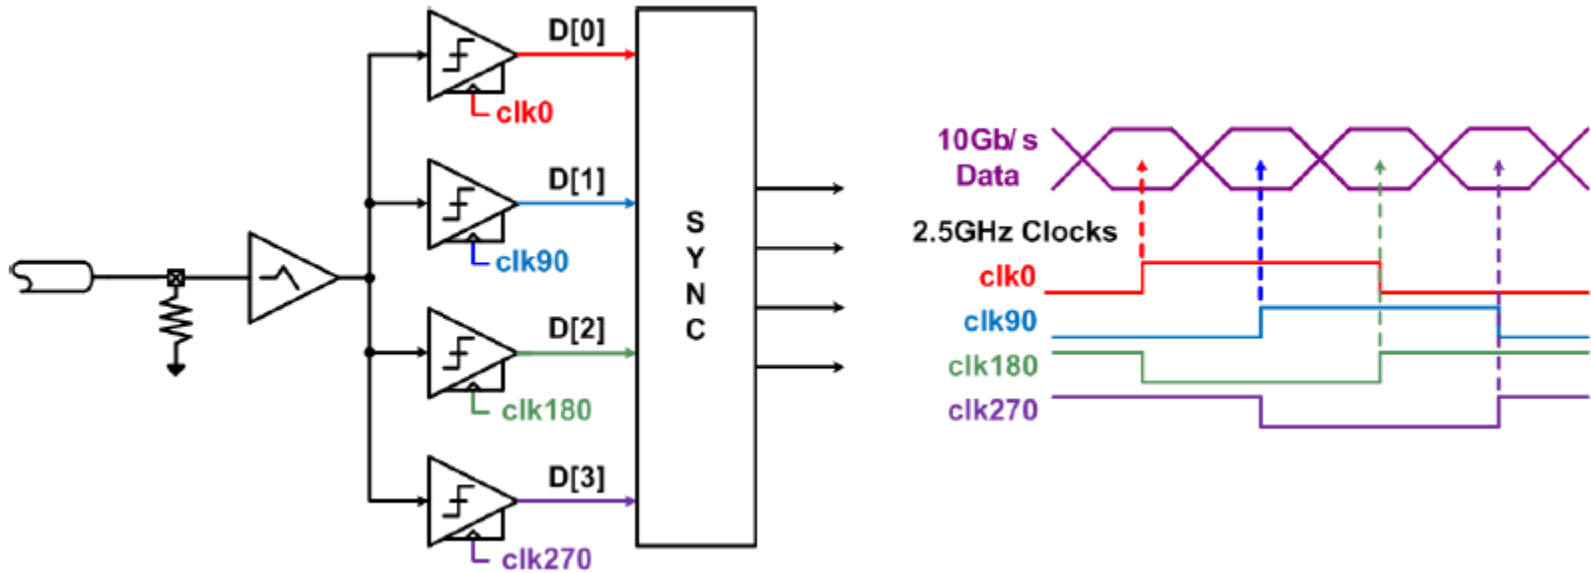 D[0]
clk0
D[1]
clk90
D[2]
clk180
D[3]
clk270
S
Y
N
C
10Gb/s
Data
2.5GHz Clocks
clk0
clk90
clk180
clk270